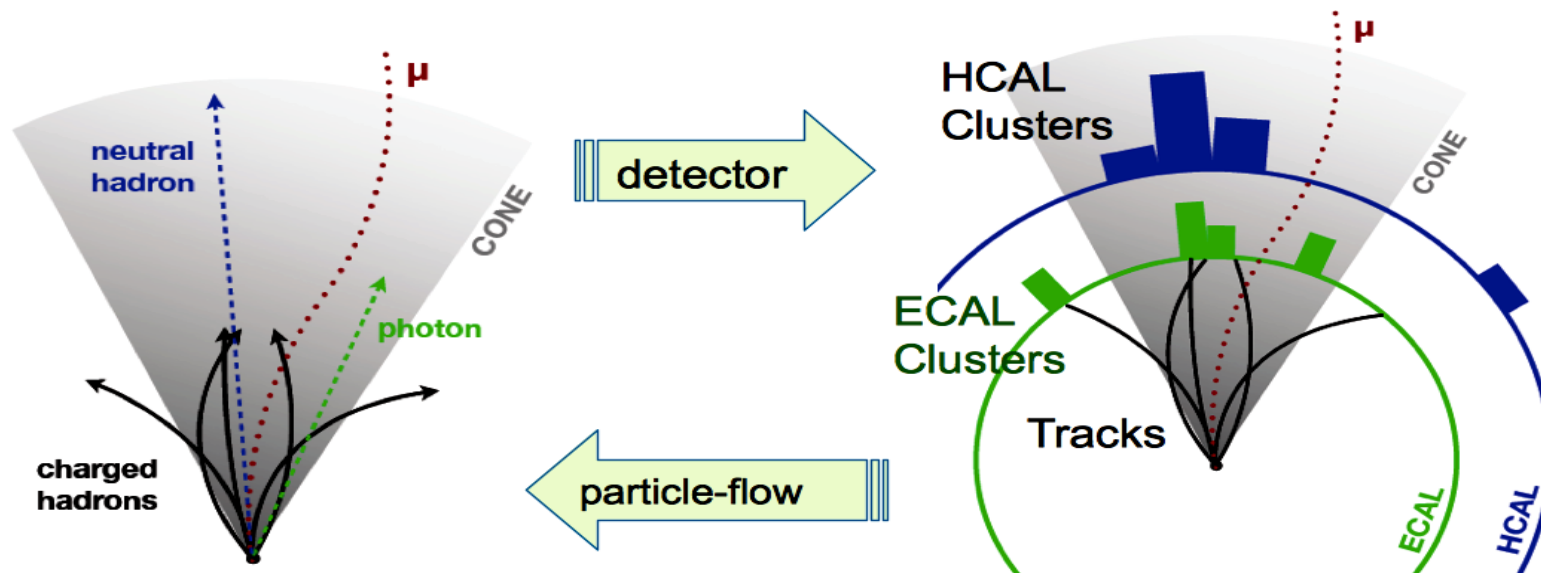 μ
neutral
hadron
CONE
photon
charged
hadrons
detector
particle-flow
μ
HCAL
Clusters
CONE
ECAL
Clusters
Tracks
ECAL
HCAL